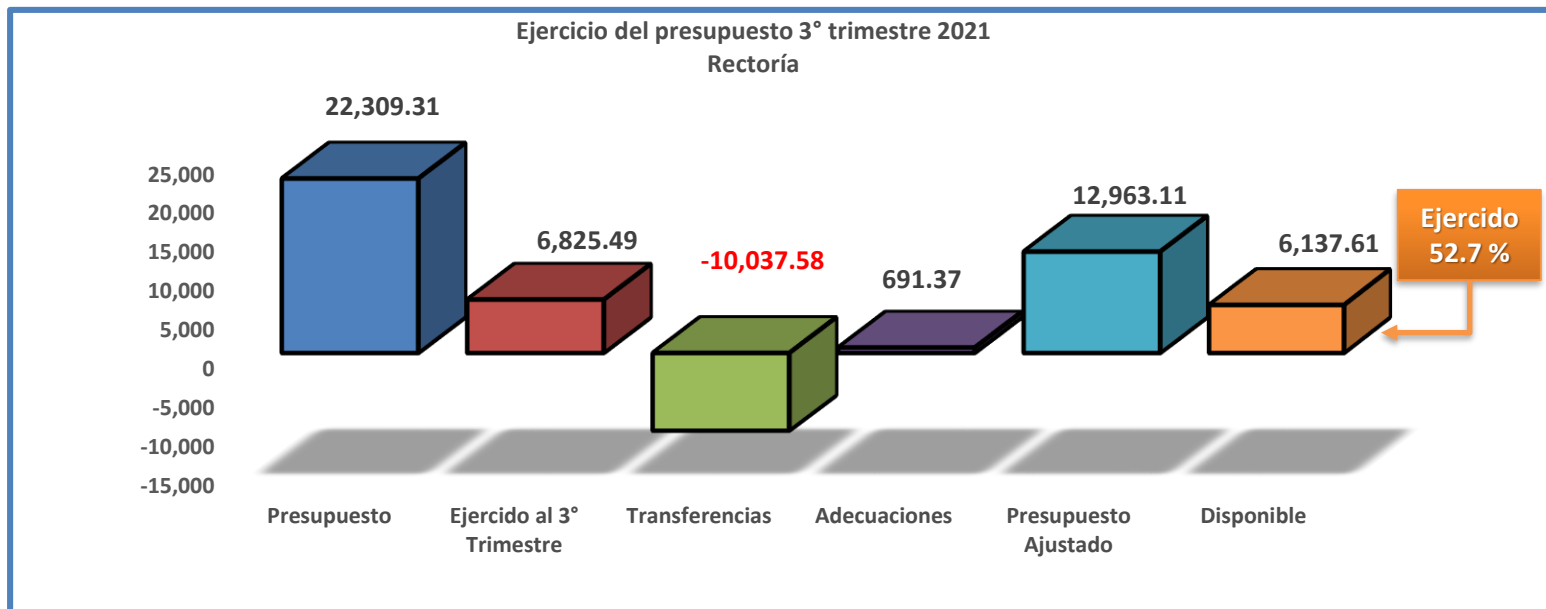 Ejercicio del presupuesto 3° trimestre 2021
Rectoría
22,309.31
6,825.49
-10,037.58
691.37
12,963.11
6,137.61
Ejercido
52.7 %
25,000
20,000
15,000
10,000
5,000
0
-5,000
-10,000
-15,000
Presupuesto
Ejercido al 3°
Trimestre
Transferencias
Adecuaciones
Presupuesto
Ajustado
Disponible